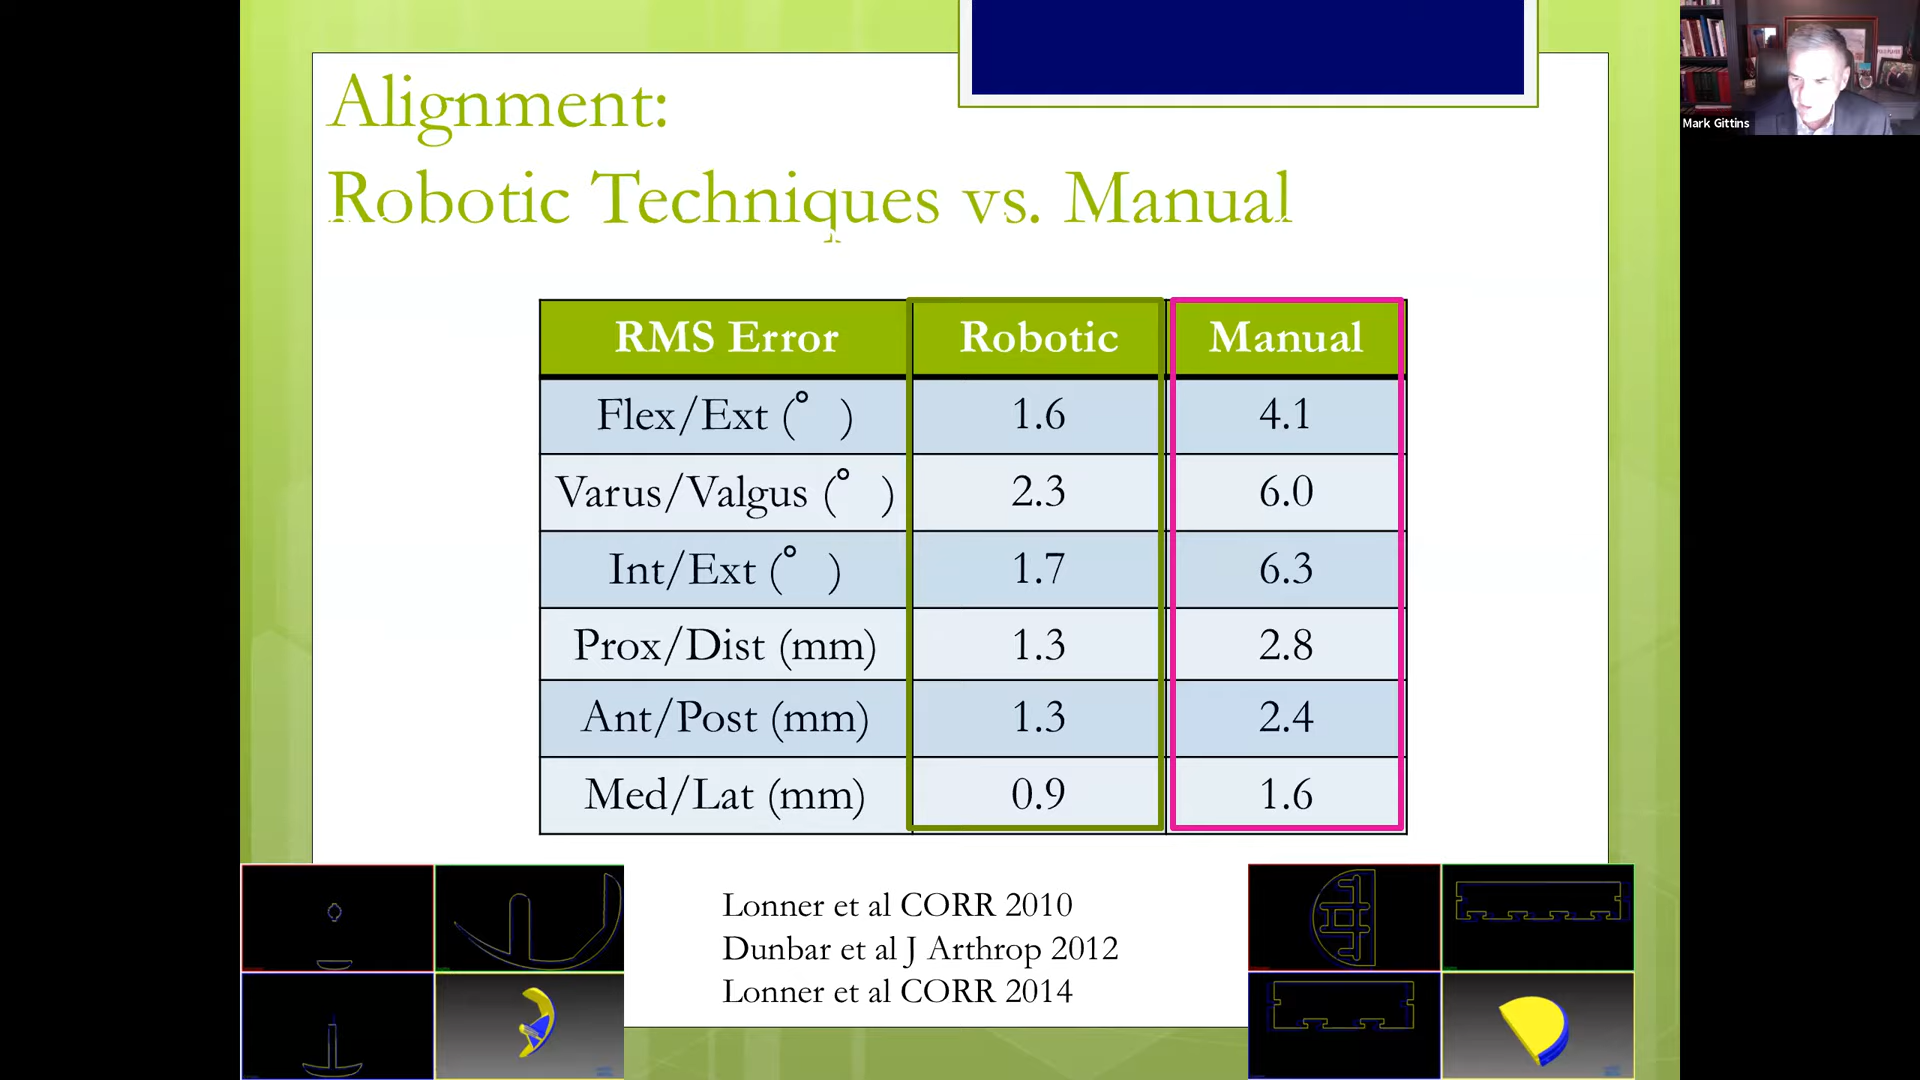 Alignment:
Robotic Techniques vs. Manual
Mark Gittins
RMS Error Robotic Manual
Flex/Ext (° ) 1.6 4.1
Varus/Valgus (° ) 2.3 6.0
Int/Ext (° ) 1.7 6.3
Prox/Dist (mm) 1.3 2.8
Ant/Post (mm) 1.3 2.4
Med/Lat (mm) 0.9 1.6
Lonner et al CORR 2010
Dunbar et al J Arthrop 2012
Lonner et al CORR 2014